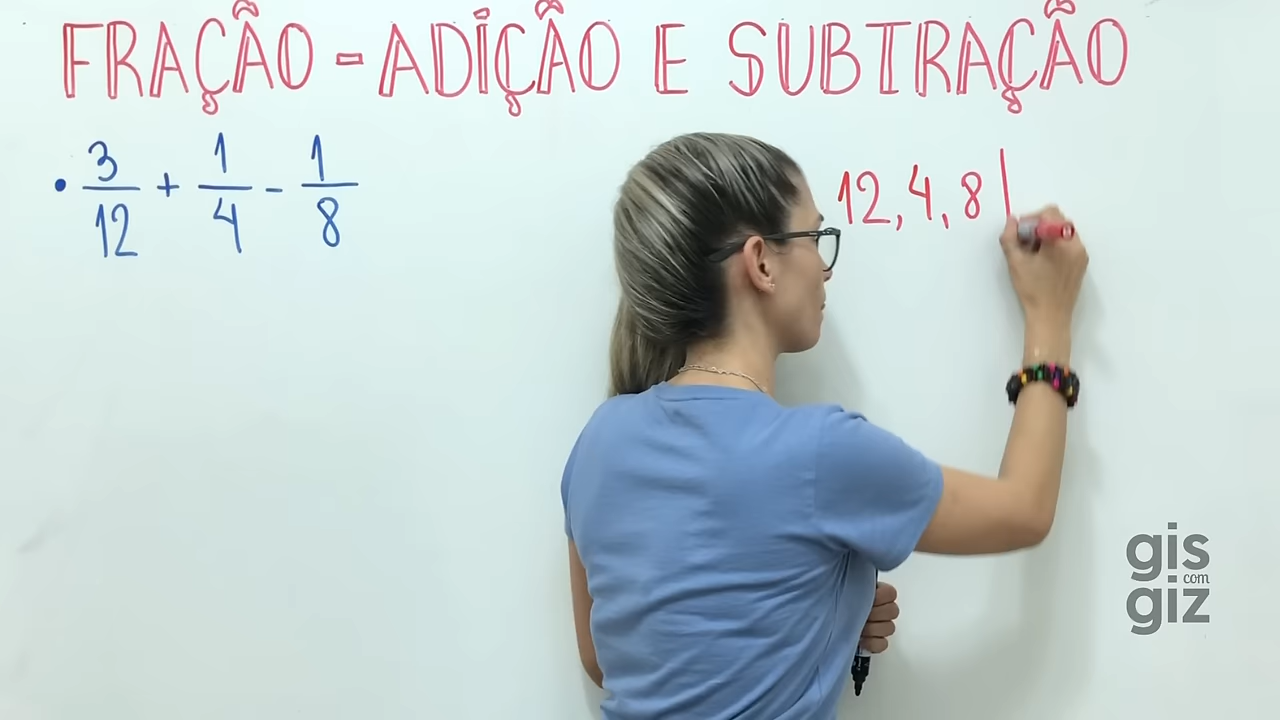 FRAÇÃO - ADIÇÃO E SUBTRAÇÃO
• 3/12 + 1/4 - 1/8
12, 4, 8 |
gis
com
giz